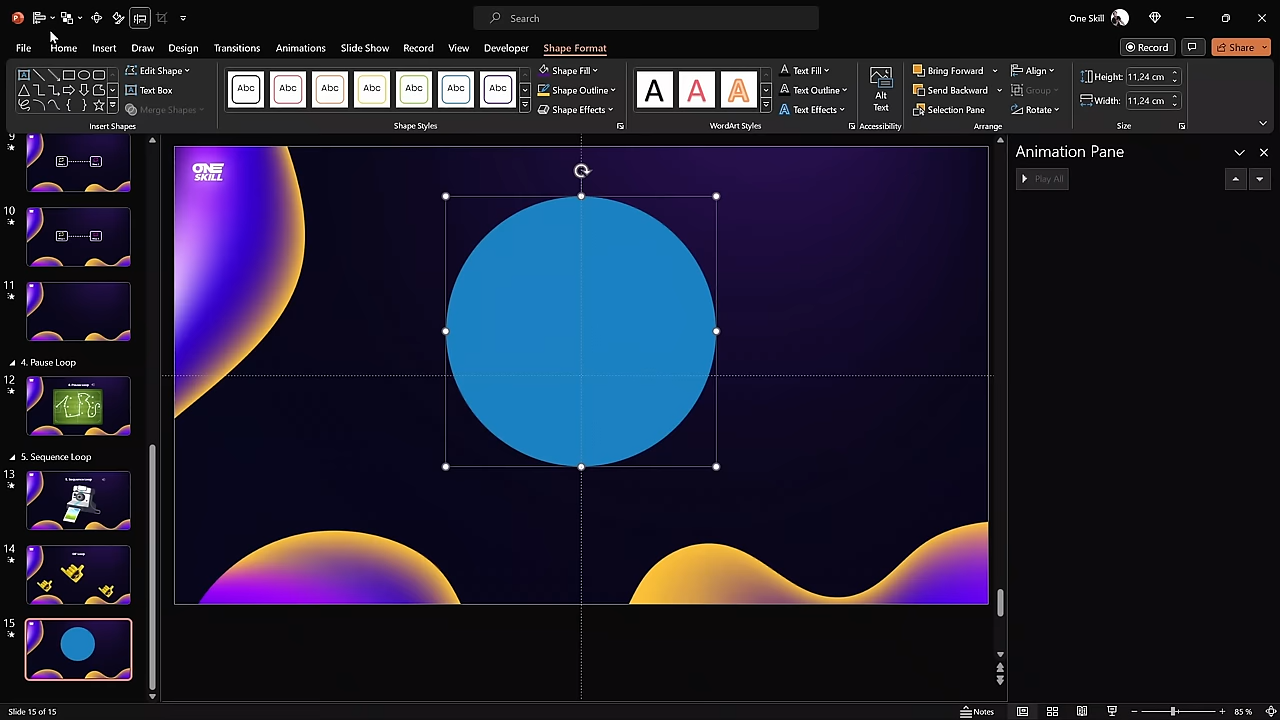 Search
One Skill
File
Home
Insert
Draw
Design
Transitions
Animations
Slide Show
Record
View
Developer
Shape Format
Record
Share
Edit Shape
Text Box
Merge Shapes
Insert Shapes
Abc
Abc
Abc
Abc
Abc
Abc
Abc
Shape Fill
Shape Outline
Shape Effects
Shape Styles
A
A
A
Text Fill
Text Outline
Text Effects
WordArt Styles
Alt
Text
Accessibility
Bring Forward
Send Backward
Selection Pane
Align
Group
Rotate
Arrange
Height: 11,24 cm
Width: 11,24 cm
Size
9
10
11
4. Pause Loop
12
5. Sequence Loop
13
14
15
ONE
SKILL
Animation Pane
Play All
Slide 15 of 15
Notes
85 %